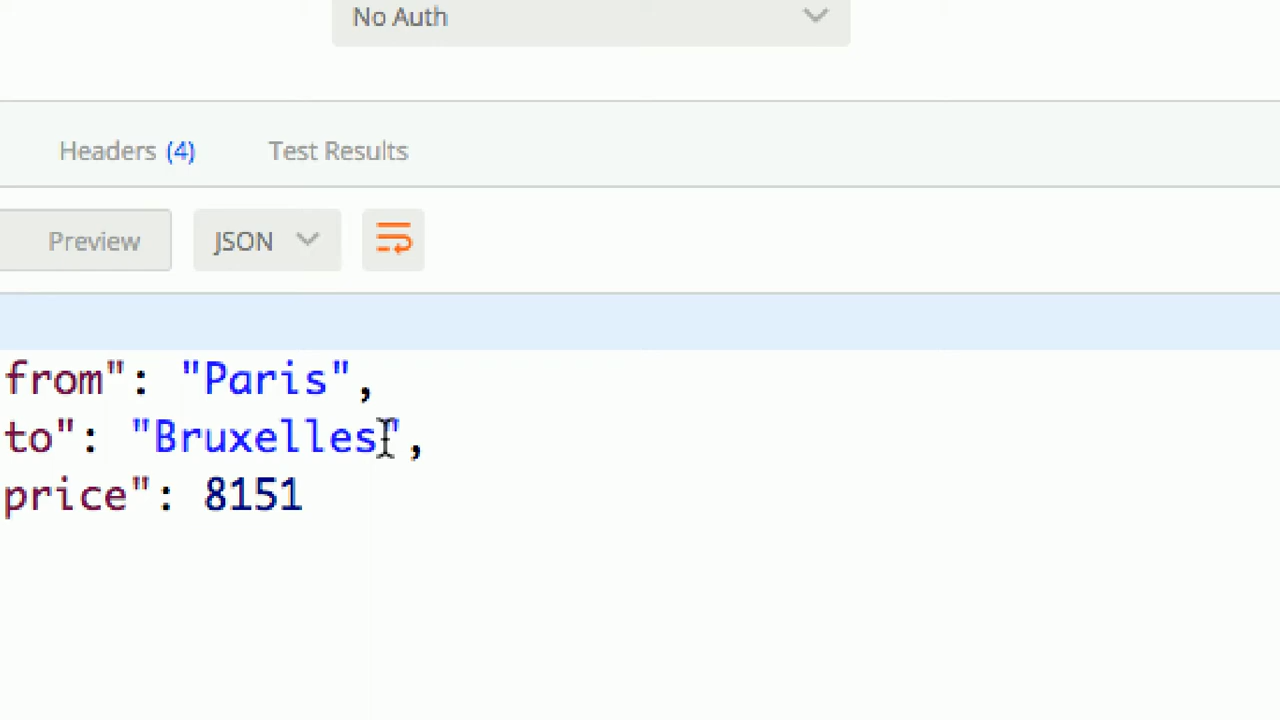 No Auth
Headers (4) Test Results
Preview JSON
from": "Paris",
to": "Bruxelles",
price": 8151